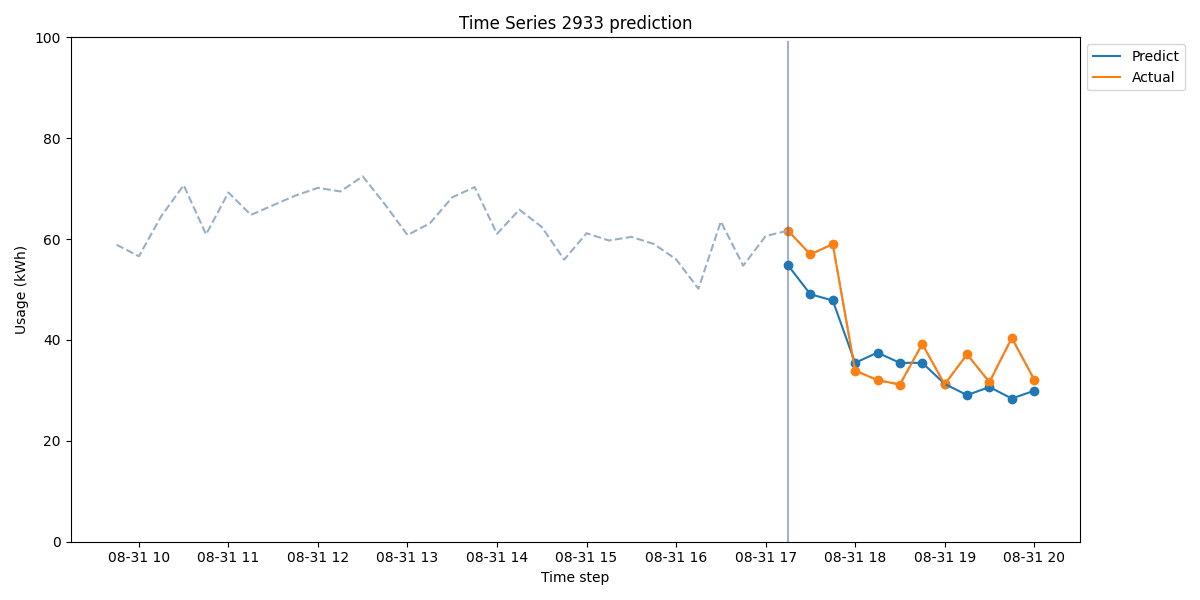 Time Series 2933 prediction
Predict
Actual
Usage (kWh)
100
80
60
40
20
0
08-31 10 08-31 11 08-31 12 08-31 13 08-31 14 08-31 15 08-31 16 08-31 17 08-31 18 08-31 19 08-31 20
Time step